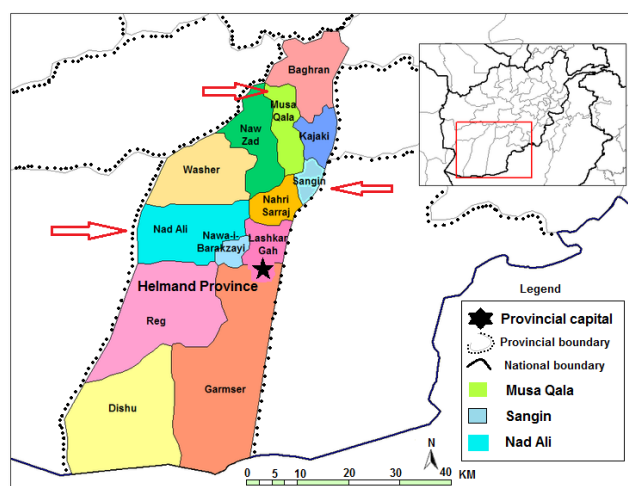 Baghran
Musa
Qala
Naw
Zad
Kajaki
Washer
Sangin
Nahri
Sarraj
Nad Ali
Nawa-i-
Barakzayi
Lashkar
Gah
Helmand Province
Reg
Garmser
Dishu
Legend
Provincial capital
Provincial boundary
National boundary
Musa Qala
Sangin
Nad Ali
N
0 5 10 20 30 40
KM